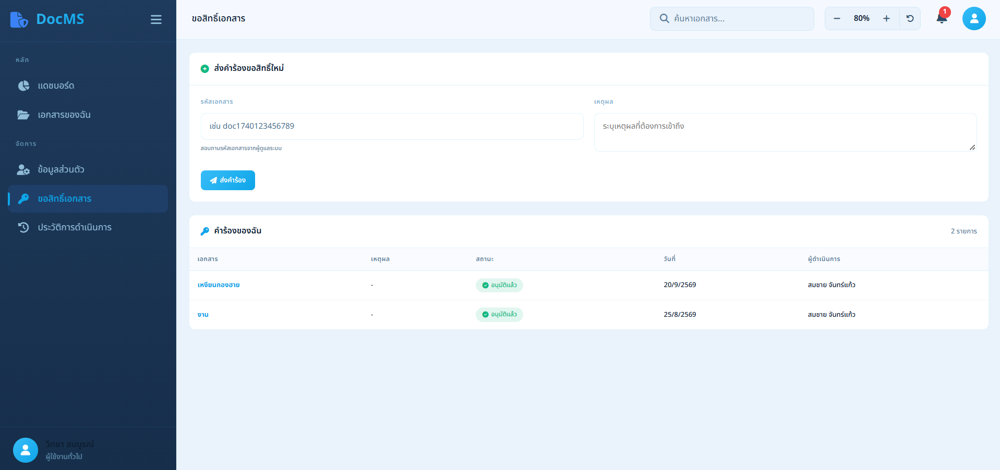 DocMS
หลัก
แดชบอร์ด
เอกสารของฉัน
จัดการ
ข้อมูลส่วนตัว
ขอสิทธิ์เอกสาร
ประวัติการดำเนินการ
วิทยา สมบูรณ์
ผู้ใช้งานทั่วไป
ขอสิทธิ์เอกสาร
ค้นหาเอกสาร...
80%
1
ส่งคำร้องขอสิทธิ์ใหม่
รหัสเอกสาร
เหตุผล
เช่น doc1740123456789
ระบุเหตุผลที่ต้องการเข้าถึง
สอบถามรหัสเอกสารจากผู้ดูแลระบบ
ส่งคำร้อง
คำร้องของฉัน
2 รายการ
เอกสาร เหตุผล สถานะ วันที่ ผู้ดำเนินการ
เหงียนกองฮาย - อนุมัติแล้ว 20/9/2569 สมชาย จันทร์แก้ว
งาน - อนุมัติแล้ว 25/8/2569 สมชาย จันทร์แก้ว